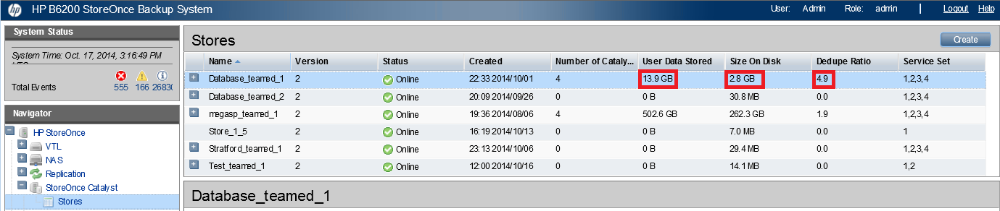 hp HP B6200 StoreOnce Backup System User: Admin Role: admin | Logout Help
System Status
System Time: Oct. 17, 2014, 3:16:49 PM
Total Events 555 166 26830
Navigator
HP StoreOnce
VTL
NAS
Replication
StoreOnce Catalyst
Stores
Stores Create
Name Version Status Created Number of Cataly... User Data Stored Size On Disk Dedupe Ratio Service Set
Database_teamed_1 2 Online 22:33 2014/10/01 4 13.9 GB 2.8 GB 4.9 1,2,3,4
Database_teamed_2 2 Online 20:09 2014/09/26 0 0 B 30.8 MB 0.0 1,2,3,4
megasp_teamed_1 2 Online 19:36 2014/08/06 4 502.6 GB 262.3 GB 1.9 1,2,3,4
Store_1_5 2 Online 16:19 2014/10/13 0 0 B 7.0 MB 0.0 1
Stratford_teamed_1 2 Online 23:13 2014/10/06 0 0 B 29.4 MB 0.0 1,2,3,4
Test_teamed_1 2 Online 12:00 2014/10/16 0 0 B 14.1 MB 0.0 1,2
Database_teamed_1